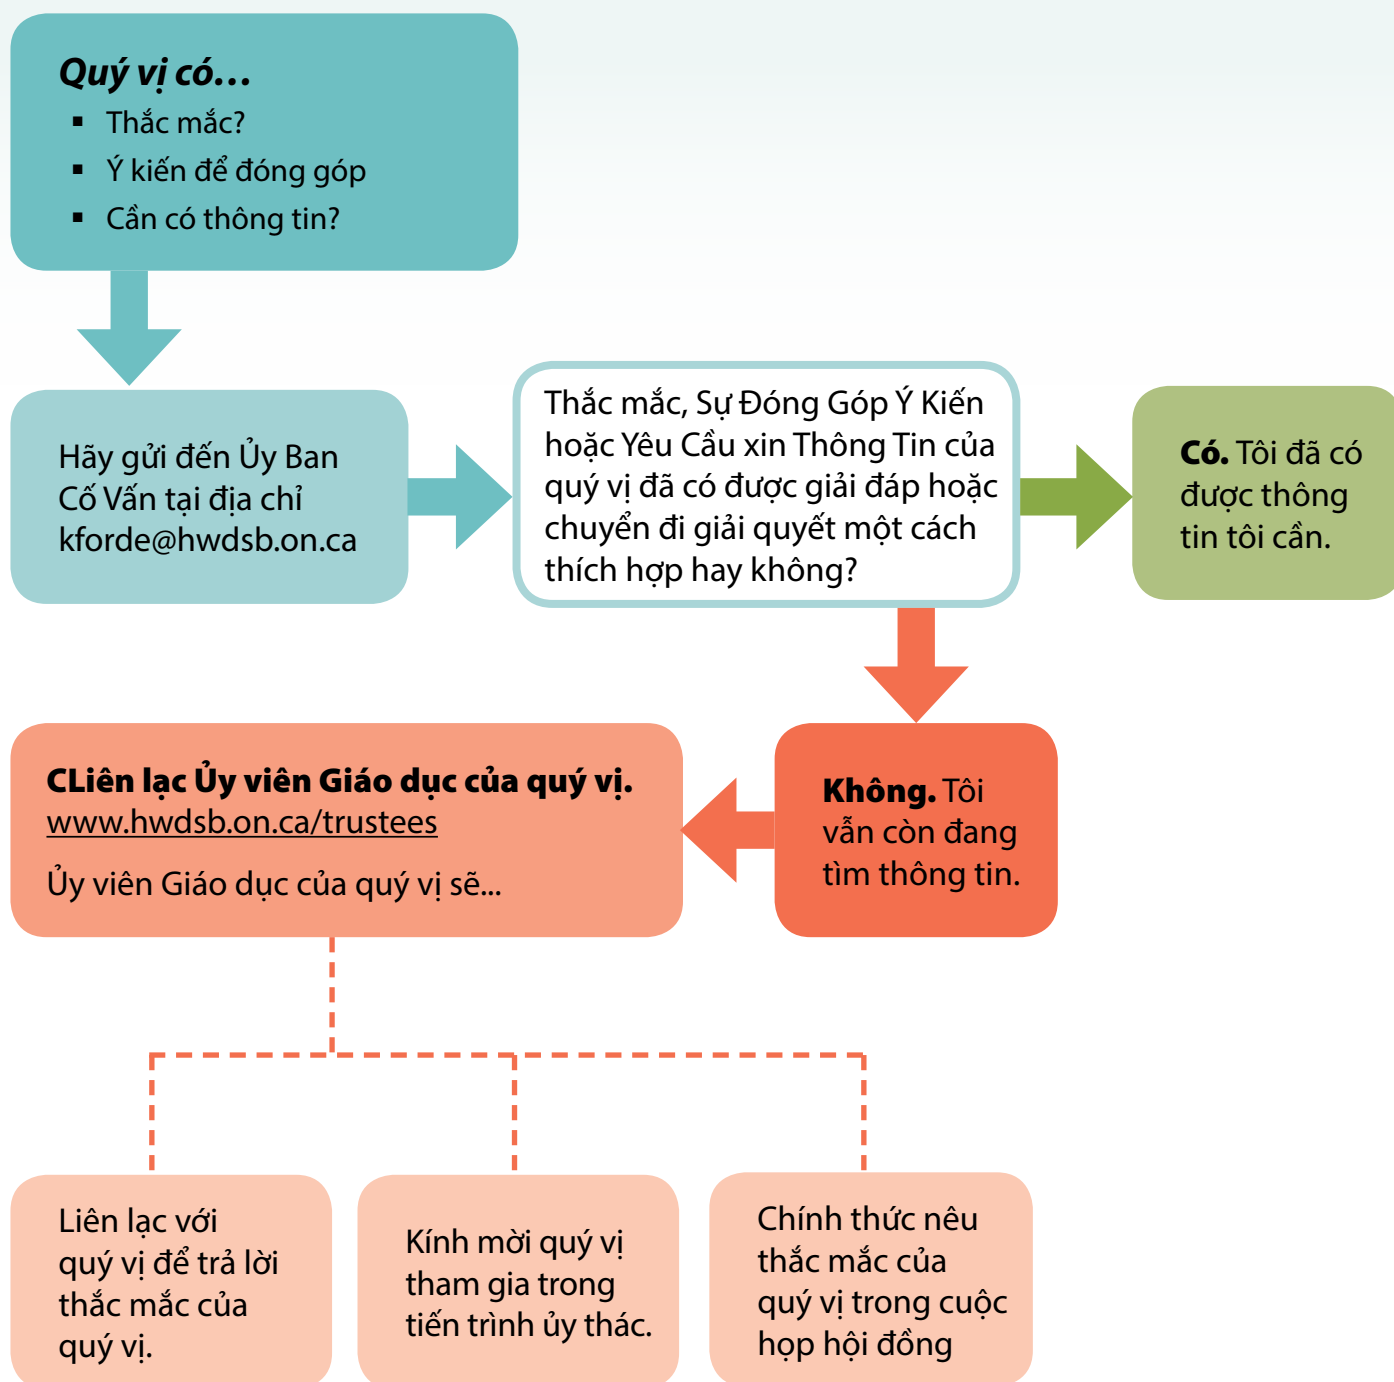 Quý vị có...
▪ Thắc mắc?
▪ Ý kiến để đóng góp
▪ Cần có thông tin?
Hãy gửi đến Ủy Ban
Cố Vấn tại địa chỉ
kforde@hwdsb.on.ca
Thắc mắc, Sự Đóng Góp Ý Kiến
hoặc Yêu Cầu xin Thông Tin của
quý vị đã có được giải đáp hoặc
chuyển đi giải quyết một cách
thích hợp hay không?
Có. Tôi đã có
được thông
tin tôi cần.
Không. Tôi
vẫn còn đang
tìm thông tin.
CLiên lạc Ủy viên Giáo dục của quý vị.
www.hwdsb.on.ca/trustees
Ủy viên Giáo dục của quý vị sẽ...
Liên lạc với
quý vị để trả lời
thắc mắc của
quý vị.
Kính mời quý vị
tham gia trong
tiến trình ủy thác.
Chính thức nêu
thắc mắc của
quý vị trong cuộc
họp hội đồng